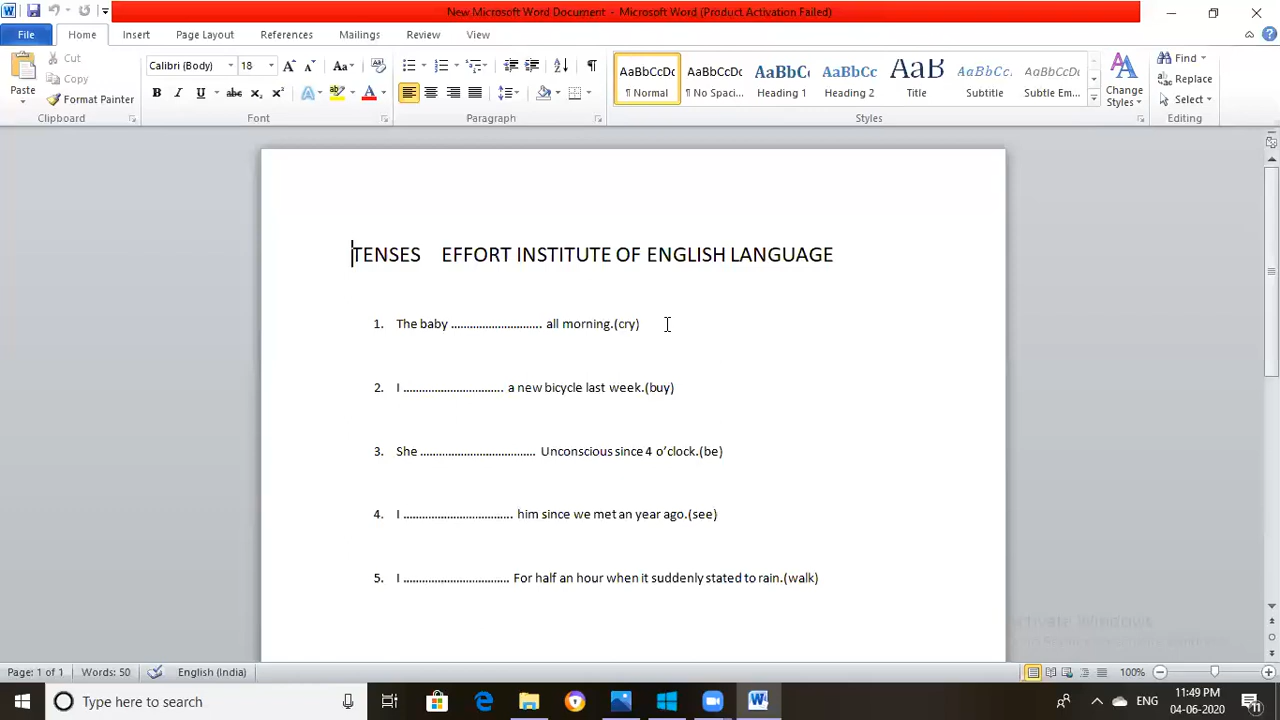 New Microsoft Word Document - Microsoft Word (Product Activation Failed)
File Home Insert Page Layout References Mailings Review View
Cut
Copy
Paste
Format Painter
Clipboard
Calibri (Body) 18
Font
Paragraph
AaBbCcDc AaBbCcDc AaBbCc AaBbCc AaB AaBbCcL AaBbCcDc
¶ Normal ¶ No Spaci... Heading 1 Heading 2 Title Subtitle Subtle Em...
Change Styles
Styles
Find
Replace
Select
Editing
TENSES EFFORT INSTITUTE OF ENGLISH LANGUAGE
1. The baby ............................. all morning.(cry)
2. I ................................ a new bicycle last week.(buy)
3. She ..................................... Unconscious since 4 o’clock.(be)
4. I ................................... him since we met an year ago.(see)
5. I .................................. For half an hour when it suddenly stated to rain.(walk)
Page: 1 of 1 Words: 50 English (India) 100%
Type here to search
ENG
11:49 PM
04-06-2020